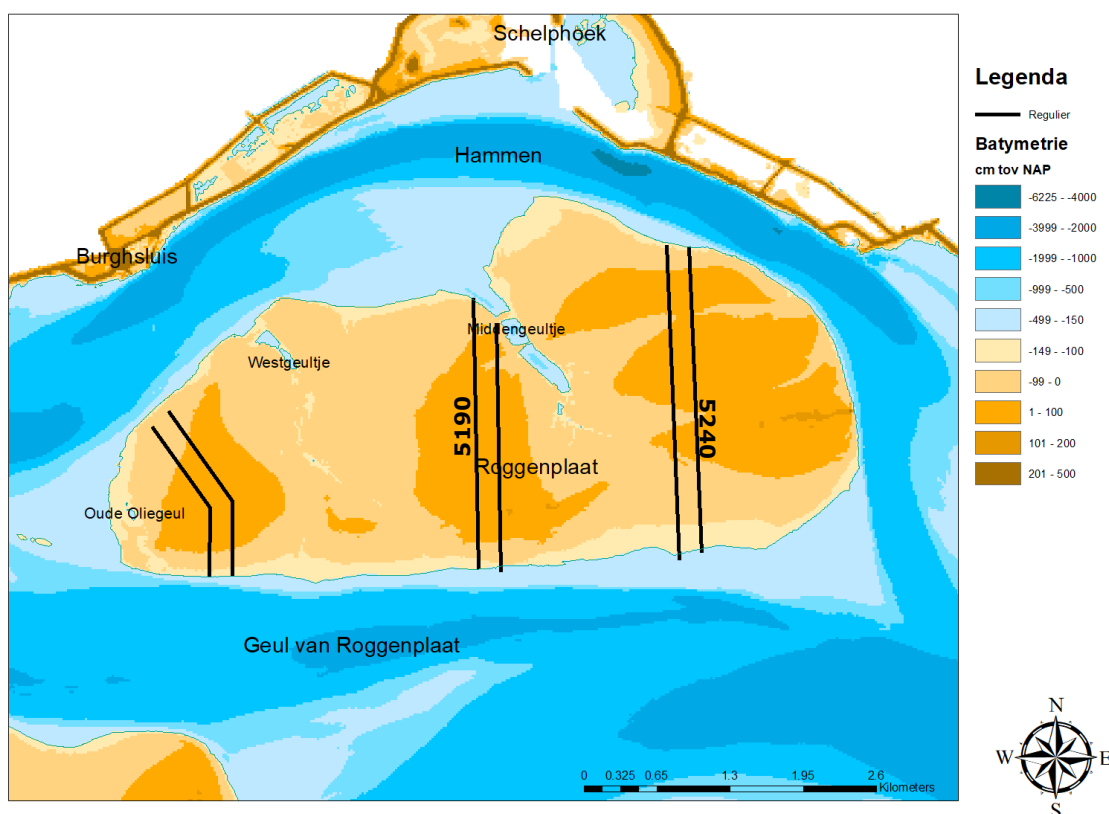 Schelphoek
Hammen
Burghsluis
Middengeultje
Westgeultje
5190
5240
Roggenplaat
Oude Oliegeul
Geul van Roggenplaat
0 0.325 0.65 1.3 1.95 2.6
Kilometers
Legenda
Regulier
Batymetrie
cm tov NAP
-6225 - -4000
-3999 - -2000
-1999 - -1000
-999 - -500
-499 - -150
-149 - -100
-99 - 0
1 - 100
101 - 200
201 - 500
N
W E
S